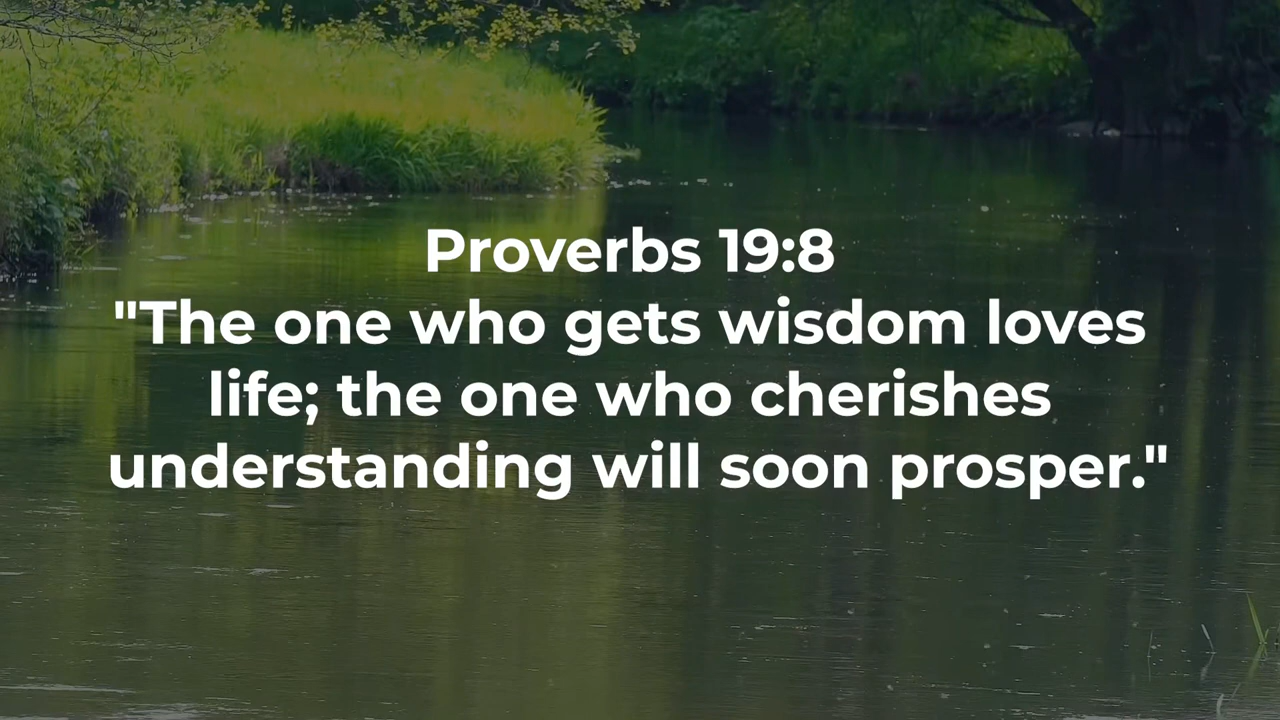 Proverbs 19:8
"The one who gets wisdom loves
life; the one who cherishes
understanding will soon prosper."